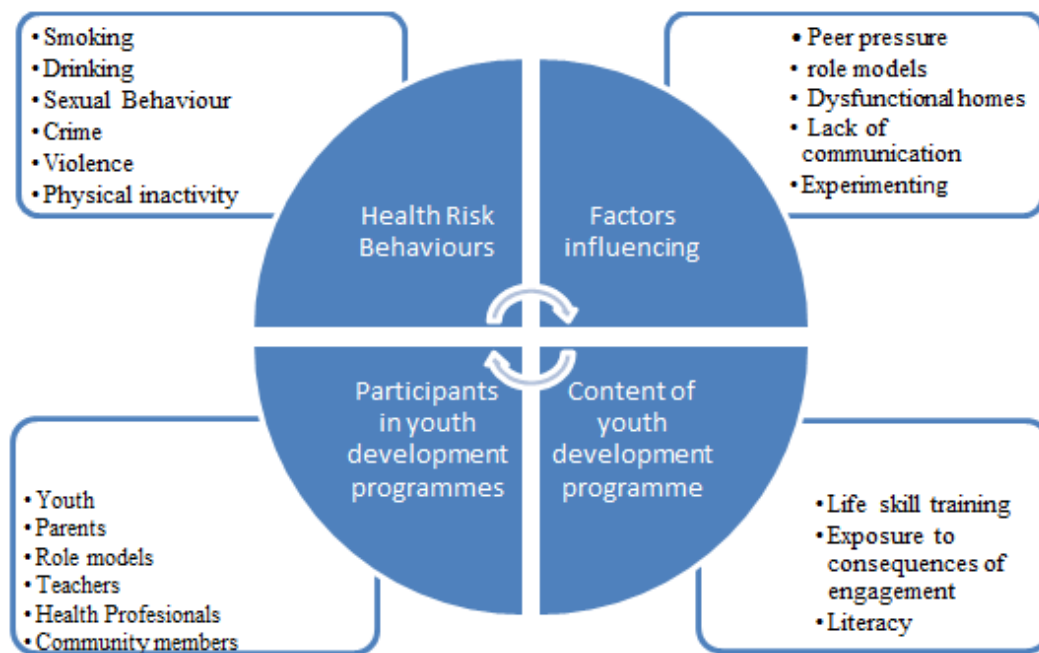 • Smoking
• Drinking
• Sexual Behaviour
• Crime
• Violence
• Physical inactivity
• Peer pressure
• role models
• Dysfunctional homes
• Lack of
communication
• Experimenting
Health Risk
Behaviours
Factors
influencing
Participants
in youth
development
programmes
Content of
youth
development
programme
• Youth
• Parents
• Role models
• Teachers
• Health Profesionals
• Community members
• Life skill training
• Exposure to
consequences of
engagement
• Literacy